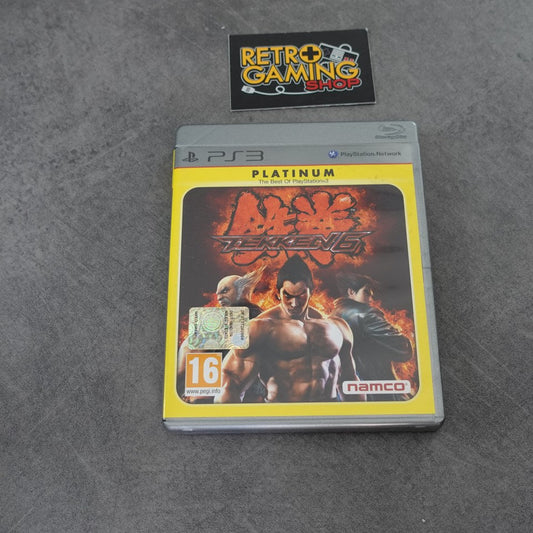 RETRO
GAMING
SHOP
PS3
PlayStation Network
PLATINUM
The Best Of PlayStation®3
鉄拳
TEKKEN 6
16
www.pegi.info
namco